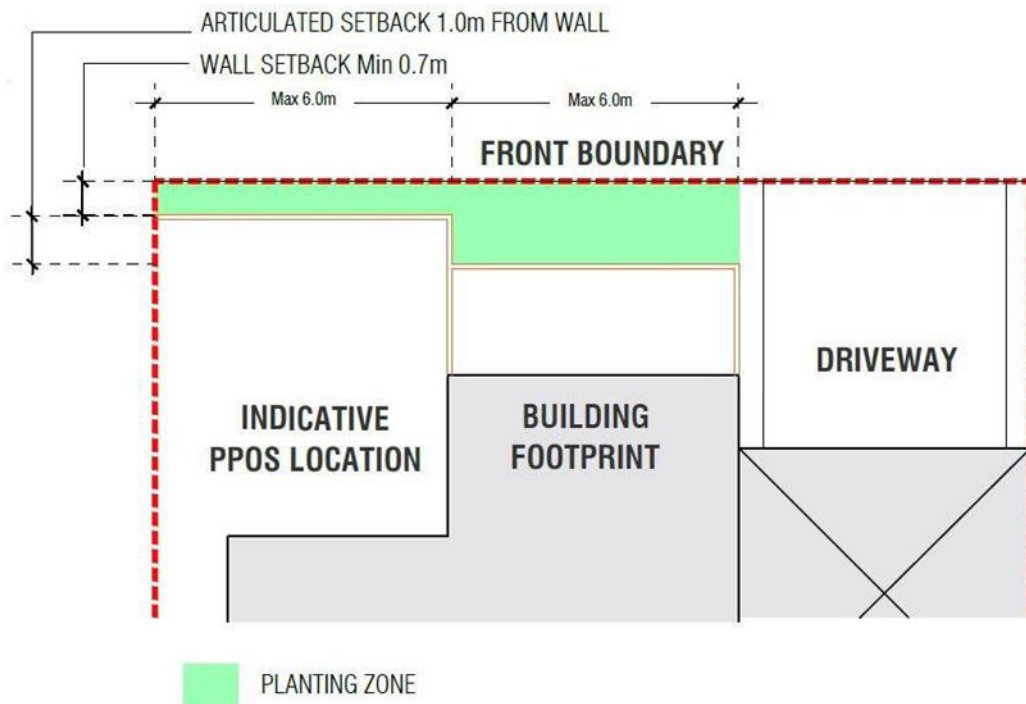 ARTICULATED SETBACK 1.0m FROM WALL
WALL SETBACK Min 0.7m
Max 6.0m
Max 6.0m
FRONT BOUNDARY
DRIVEWAY
INDICATIVE
PPOS LOCATION
BUILDING
FOOTPRINT
PLANTING ZONE